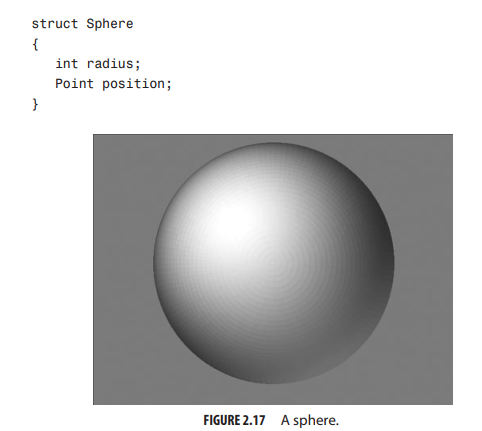 struct Sphere
{
int radius;
Point position;
}
FIGURE 2.17 A sphere.